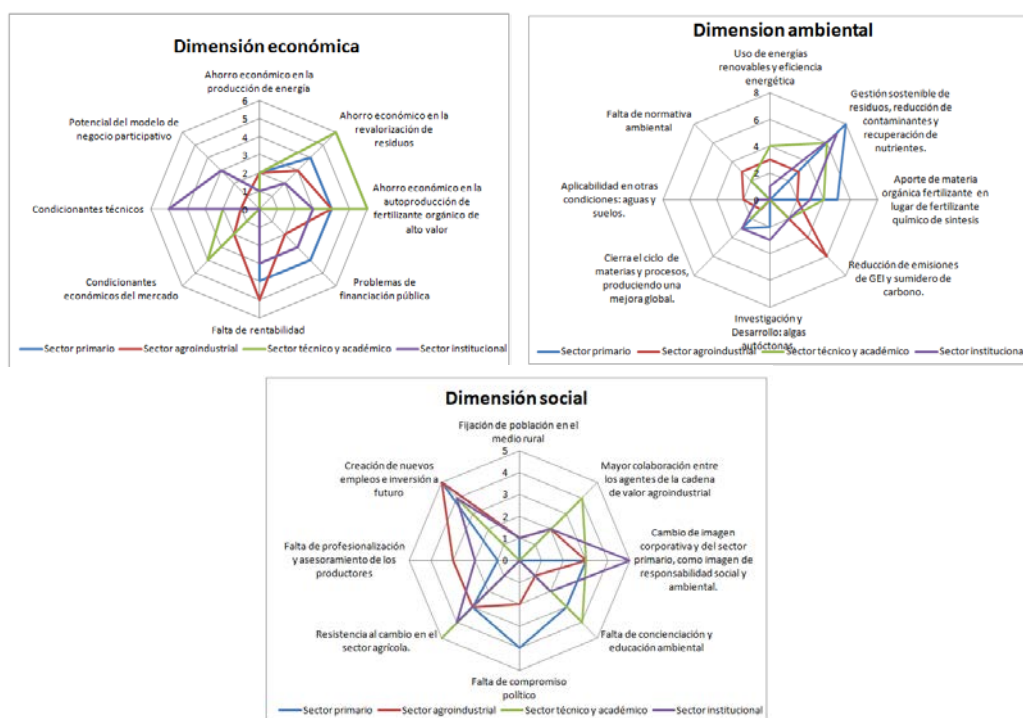 Dimensión económica
Ahorro económico en la
producción de energía
Ahorro económico en la
revalorización de
residuos
Ahorro económico en la
autoproducción de
fertilizante orgánico de
alto valor
Problemas de
financiación pública
Falta de rentabilidad
Condicionantes
económicos del mercado
Condicionantes técnicos
Potencial del modelo de
negocio participativo
6
5
4
3
2
1
0
Sector primario
Sector agroindustrial
Sector técnico y académico
Sector institucional
Dimension ambiental
Uso de energías
renovables y eficiencia
energética
Gestión sostenible de
residuos, reducción de
contaminantes y
recuperación de
nutrientes.
Aporte de materia
orgánica fertilizante en
lugar de fertilizante
químico de síntesis
Reducción de emisiones
de GEI y sumidero de
carbono.
Investigación y
Desarrollo: algas
autóctonas
Cierra el ciclo de
materias y procesos,
produciendo una
mejora global.
Aplicabilidad en otras
condiciones: aguas y
suelos.
Falta de normativa
ambiental
8
6
4
2
0
Sector primario
Sector agroindustrial
Sector técnico y académico
Sector institucional
Dimensión social
Fijación de población en el
medio rural
Mayor colaboración entre
los agentes de la cadena
de valor agroindustrial
Cambio de imagen
corporativa y del sector
primario, como imagen de
responsabilidad social y
ambiental.
Falta de concienciación y
educación ambiental
Falta de compromiso
político
Resistencia al cambio en el
sector agrícola.
Falta de profesionalización
y asesoramiento de los
productores
Creación de nuevos
empleos e inversión a
futuro
5
4
3
2
1
0
Sector primario
Sector agroindustrial
Sector técnico y académico
Sector institucional